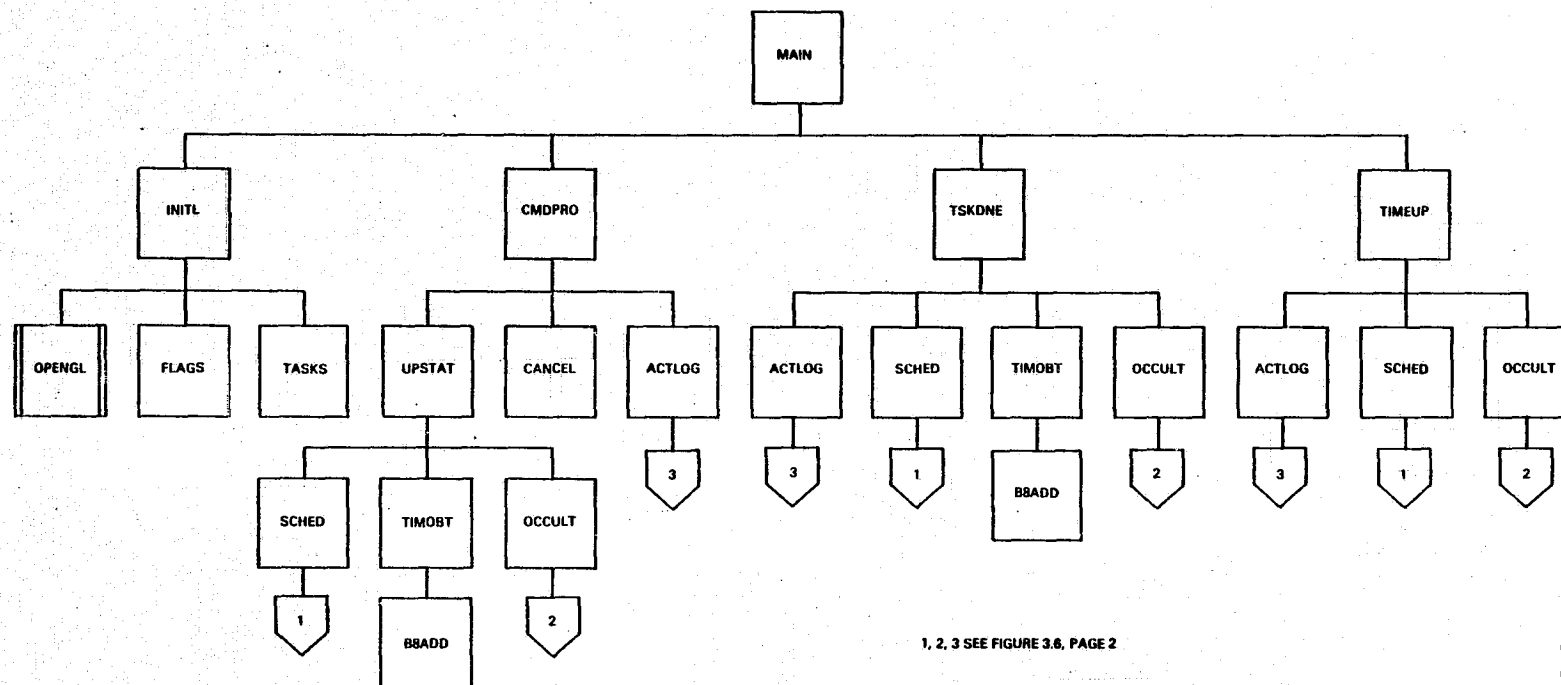 MAIN
INITL
CMDPRO
TSKDNE
TIMEUP
OPENGL
FLAGS
TASKS
UPSTAT
CANCEL
ACTLOG
ACTLOG
SCHED
TIMOBT
OCCULT
ACTLOG
SCHED
OCCULT
3
3
1
2
3
1
2
B8ADD
SCHED
TIMOBT
OCCULT
1
2
B8ADD
1, 2, 3 SEE FIGURE 3.6, PAGE 2